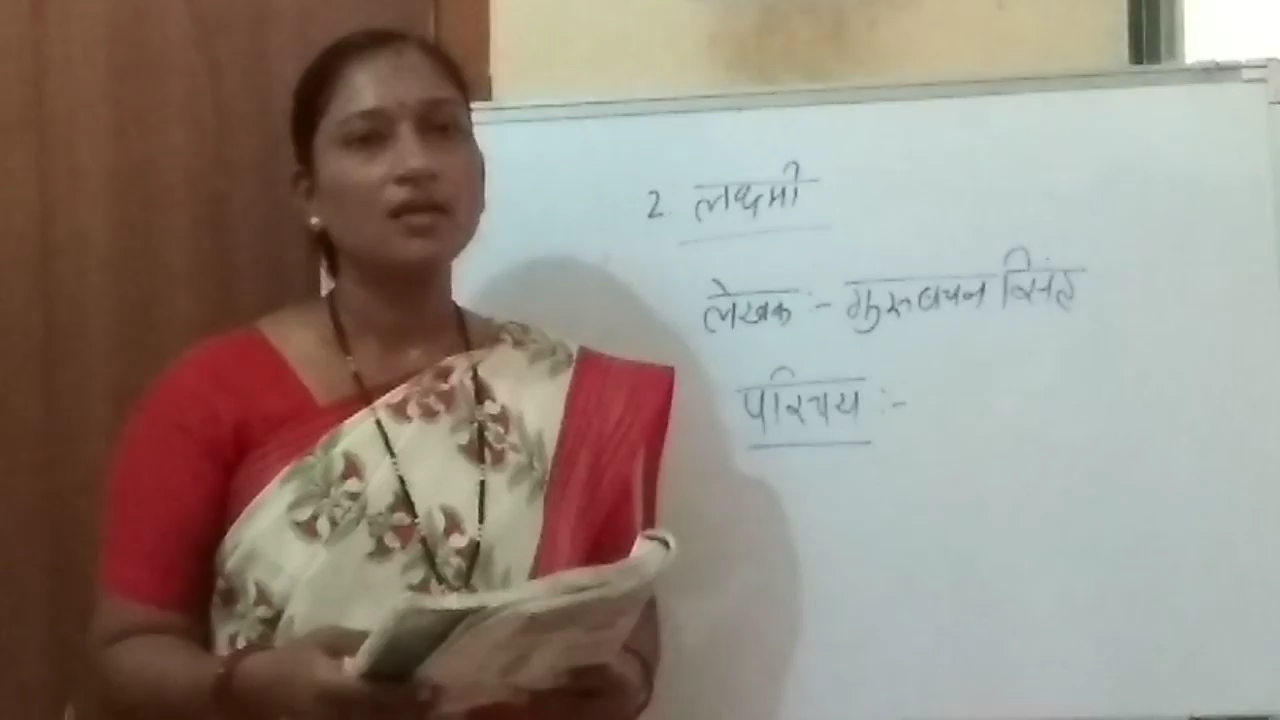 2. लक्ष्मी
लेखक :- गुरुबचन सिंह
परिचय :-